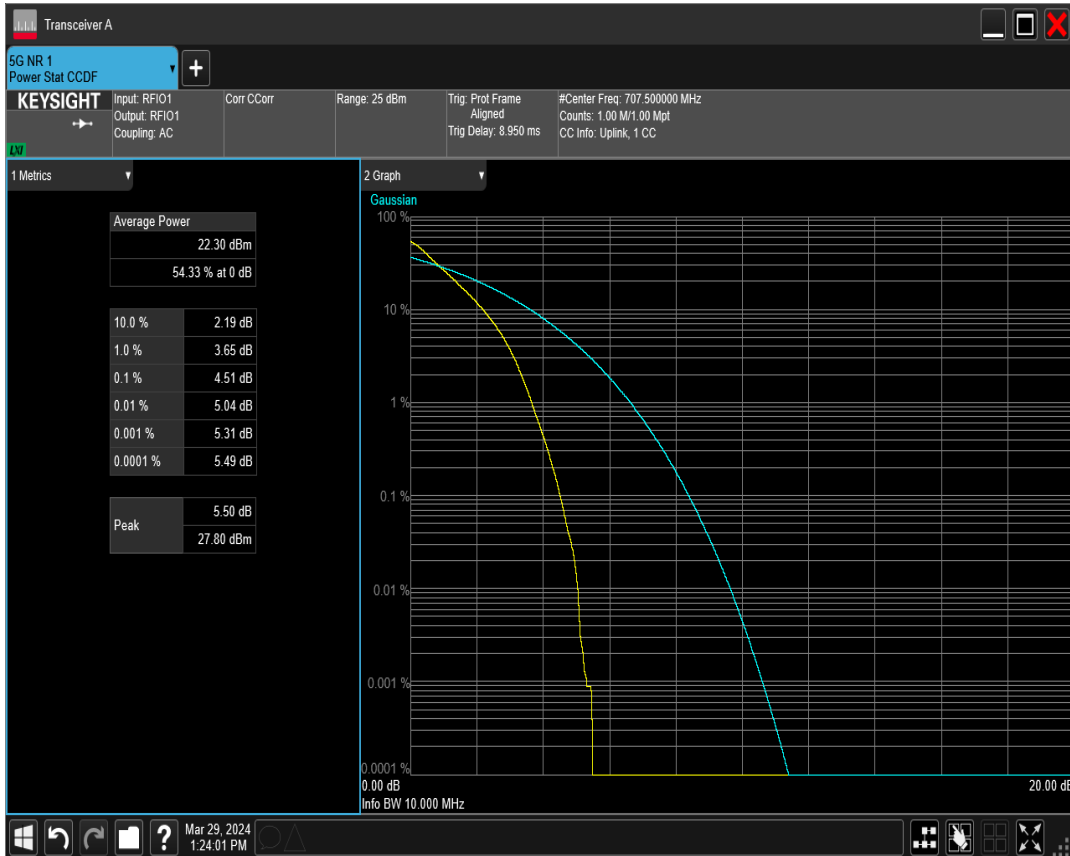 Transceiver A
5G NR 1
Power Stat CCDF
KEYSIGHT
LXI
Input: RFIO1
Output: RFIO1
Coupling: AC
Corr CCorr
Range: 25 dBm
Trig: Prot Frame
Aligned
Trig Delay: 8.950 ms
#Center Freq: 707.500000 MHz
Counts: 1.00 M/1.00 Mpt
CC Info: Uplink, 1 CC
1 Metrics
Average Power
22.30 dBm
54.33 % at 0 dB
10.0 % 2.19 dB
1.0 % 3.65 dB
0.1 % 4.51 dB
0.01 % 5.04 dB
0.001 % 5.31 dB
0.0001 % 5.49 dB
Peak
5.50 dB
27.80 dBm
2 Graph
Gaussian
100 %
10 %
1 %
0.1 %
0.01 %
0.001 %
0.0001 %
0.00 dB 20.00 dB
Info BW 10.000 MHz
?
Mar 29, 2024
1:24:01 PM